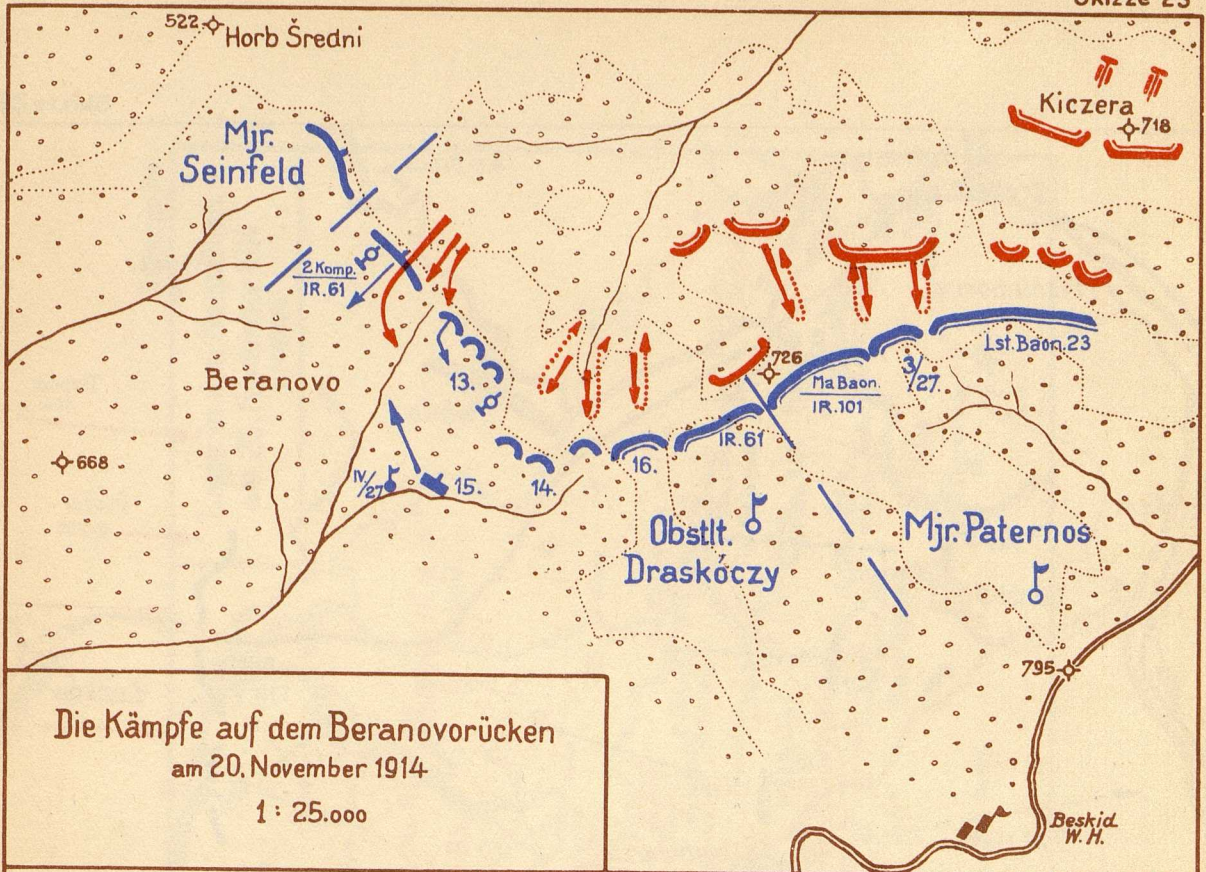 Skizze 23
522
Horb Šredni
Kiczera
718
Mjr.
Seinfeld
2 Komp.
IR.61
Beranovo
13.
726
Ma Baon.
IR.101
3/27.
Lst. Baon. 23
668
IV./27
15.
14.
16.
IR.61
Obstlt.
Draskóczy
Mjr. Paternos
795
Die Kämpfe auf dem Beranovorücken
am 20. November 1914
1 : 25.000
Beskid
W. H.